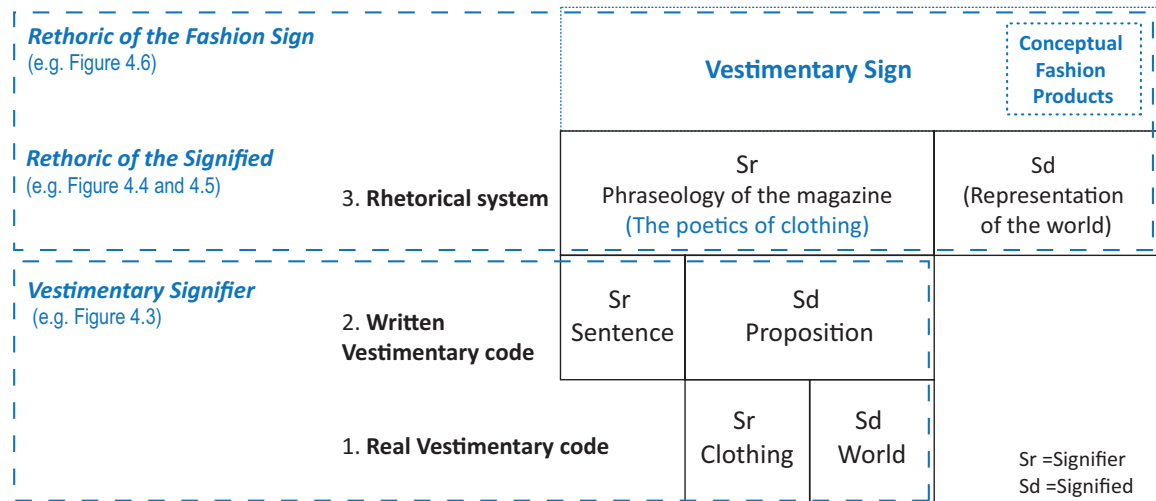 Rethoric of the Fashion Sign
(e.g. Figure 4.6)
Vestimentary Sign
Conceptual
Fashion
Products
Rethoric of the Signified
(e.g. Figure 4.4 and 4.5)
3. Rhetorical system
Sr
Phraseology of the magazine
(The poetics of clothing)
Sd
(Representation
of the world)
Vestimentary Signifier
(e.g. Figure 4.3)
2. Written
Vestimentary code
Sr
Sentence
Sd
Proposition
1. Real Vestimentary code
Sr
Clothing
Sd
World
Sr =Signifier
Sd =Signified